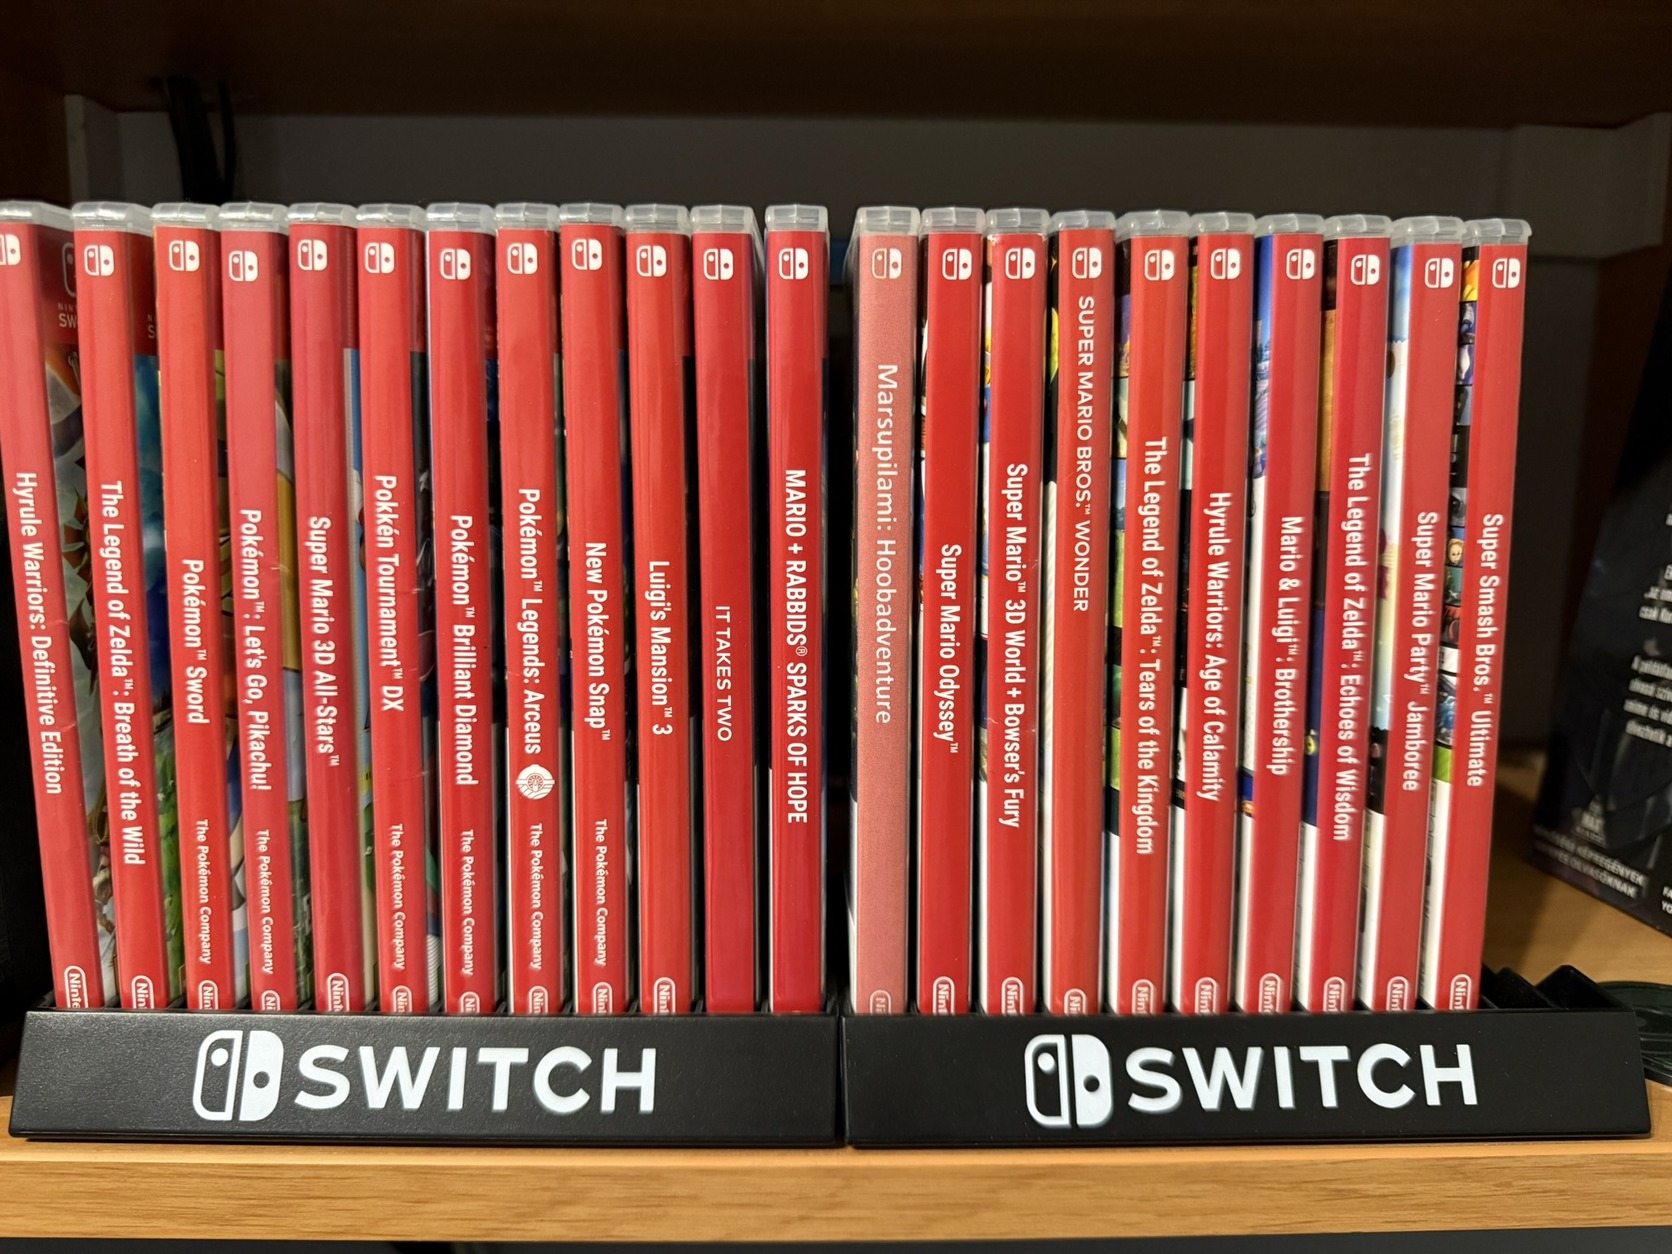 Hyrule Warriors: Definitive Edition
The Legend of Zelda™: Breath of the Wild
Pokémon™ Sword
The Pokémon Company
Pokémon™: Let's Go, Pikachu!
The Pokémon Company
Super Mario 3D All-Stars™
Pokkén Tournament™ DX
The Pokémon Company
Pokémon™ Brilliant Diamond
The Pokémon Company
Pokémon™ Legends: Arceus
The Pokémon Company
New Pokémon Snap™
The Pokémon Company
Luigi's Mansion™ 3
IT TAKES TWO
MARIO + RABBIDS® SPARKS OF HOPE
Marsupilami: Hoobadventure
Super Mario Odyssey™
Super Mario™ 3D World + Bowser's Fury
SUPER MARIO BROS.™ WONDER
The Legend of Zelda™: Tears of the Kingdom
Hyrule Warriors: Age of Calamity
Mario & Luigi™: Brothership
The Legend of Zelda™: Echoes of Wisdom
Super Mario Party™ Jamboree
Super Smash Bros.™ Ultimate
SWITCH
SWITCH